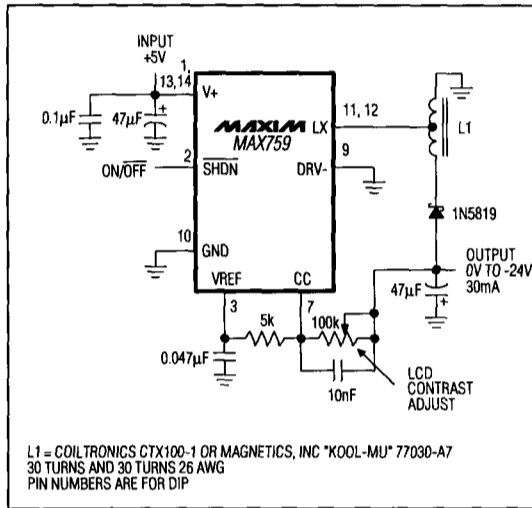 INPUT
+5V
1,
13,14
V+
0.1µF
47µF
+
MAXIM
MAX759
LX
11, 12
L1
ON/OFF
2
SHDN
DRV-
9
1N5819
10
GND
VREF
CC
OUTPUT
0V TO -24V
30mA
47µF
+
3
7
5k
100k
0.047µF
10nF
LCD
CONTRAST
ADJUST
L1 = COILTRONICS CTX100-1 OR MAGNETICS, INC "KOOL-MU" 77030-A7
30 TURNS AND 30 TURNS 26 AWG
PIN NUMBERS ARE FOR DIP